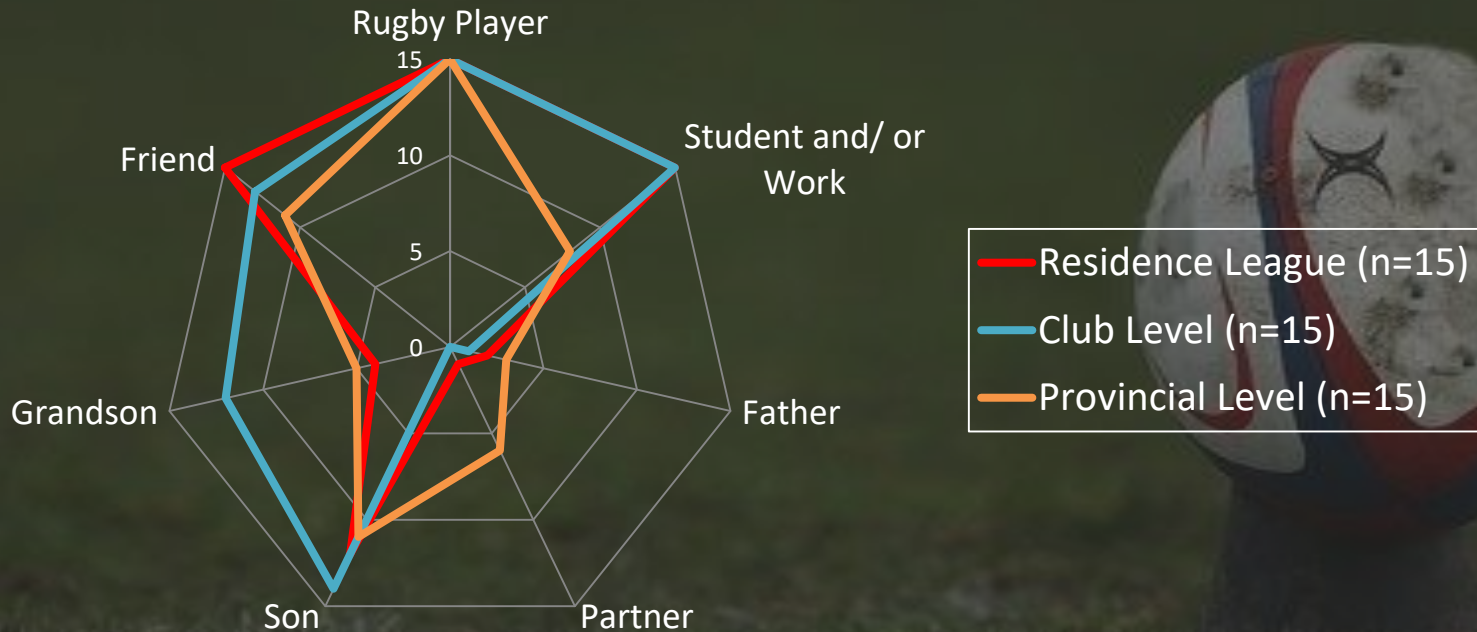 Rugby Player
15
10
5
0
Student and/ or
Work
Friend
Father
Grandson
Son
Partner
Residence League (n=15)
Club Level (n=15)
Provincial Level (n=15)